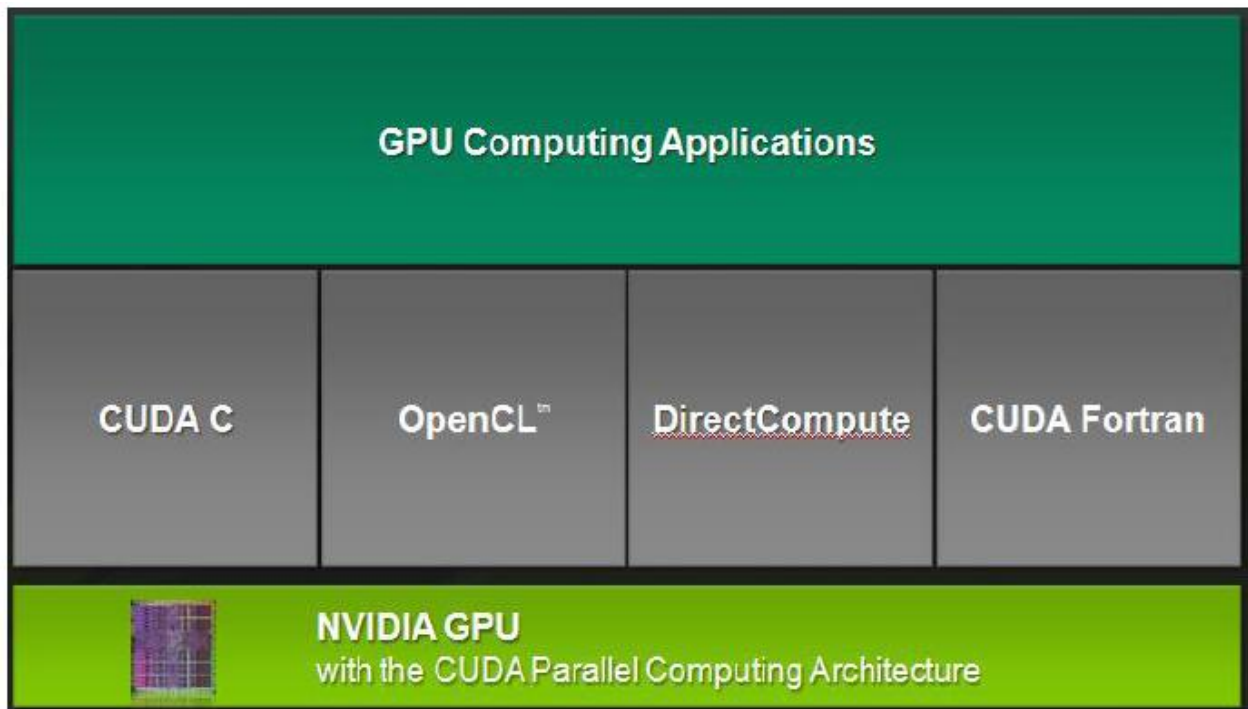 GPU Computing Applications
CUDA C
OpenCL™
DirectCompute
CUDA Fortran
NVIDIA GPU
with the CUDA Parallel Computing Architecture